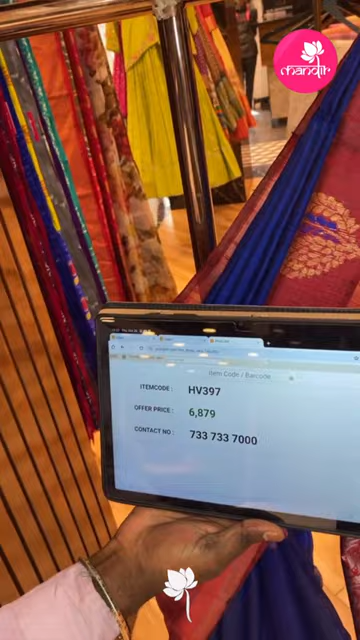 mandir
Item Code / Barcode
ITEMCODE : HV397
OFFER PRICE : 6,879
CONTACT NO : 733 733 7000